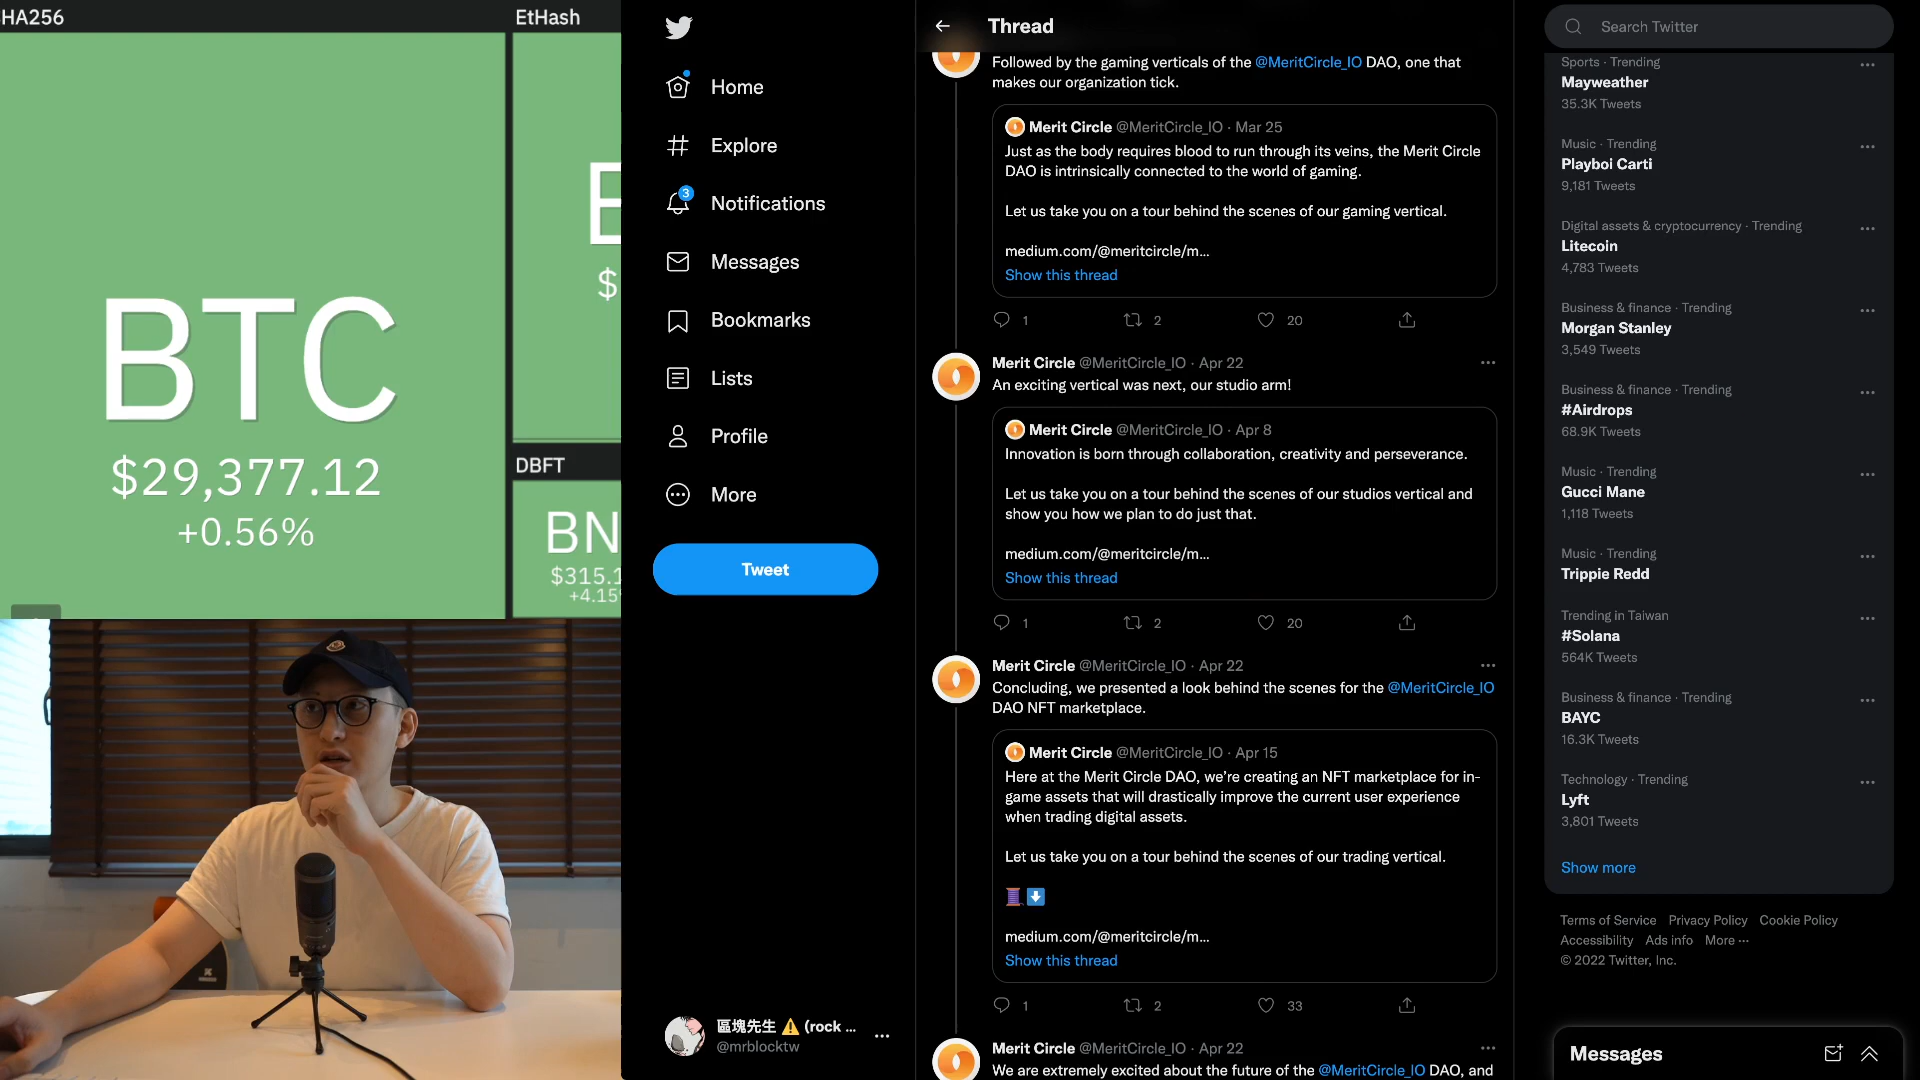 HA256
EtHash
BTC
$29,377.12
+0.56%
DBFT
BN
$315.1
+4.15
Home
Explore
3
Notifications
Messages
Bookmarks
Lists
Profile
More
Tweet
區塊先生 ⚠️ (rock ...
@mrblocktw
Thread
Followed by the gaming verticals of the @MeritCircle_IO DAO, one that
makes our organization tick.
Merit Circle @MeritCircle_IO · Mar 25
Just as the body requires blood to run through its veins, the Merit Circle
DAO is intrinsically connected to the world of gaming.
Let us take you on a tour behind the scenes of our gaming vertical.
medium.com/@meritcircle/m...
Show this thread
1 2 20
Merit Circle @MeritCircle_IO · Apr 22
An exciting vertical was next, our studio arm!
Merit Circle @MeritCircle_IO · Apr 8
Innovation is born through collaboration, creativity and perseverance.
Let us take you on a tour behind the scenes of our studios vertical and
show you how we plan to do just that.
medium.com/@meritcircle/m...
Show this thread
1 2 20
Merit Circle @MeritCircle_IO · Apr 22
Concluding, we presented a look behind the scenes for the @MeritCircle_IO
DAO NFT marketplace.
Merit Circle @MeritCircle_IO · Apr 15
Here at the Merit Circle DAO, we're creating an NFT marketplace for in-
game assets that will drastically improve the current user experience
when trading digital assets.
Let us take you on a tour behind the scenes of our trading vertical.
🧵⬇️
medium.com/@meritcircle/m...
Show this thread
1 2 33
Merit Circle @MeritCircle_IO · Apr 22
We are extremely excited about the future of the @MeritCircle_IO DAO, and
Search Twitter
Sports · Trending
Mayweather
35.3K Tweets
Music · Trending
Playboi Carti
9,181 Tweets
Digital assets & cryptocurrency · Trending
Litecoin
4,783 Tweets
Business & finance · Trending
Morgan Stanley
3,549 Tweets
Business & finance · Trending
#Airdrops
68.9K Tweets
Music · Trending
Gucci Mane
1,118 Tweets
Music · Trending
Trippie Redd
Trending in Taiwan
#Solana
564K Tweets
Business & finance · Trending
BAYC
16.3K Tweets
Technology · Trending
Lyft
3,801 Tweets
Show more
Terms of Service Privacy Policy Cookie Policy
Accessibility Ads info More ···
© 2022 Twitter, Inc.
Messages